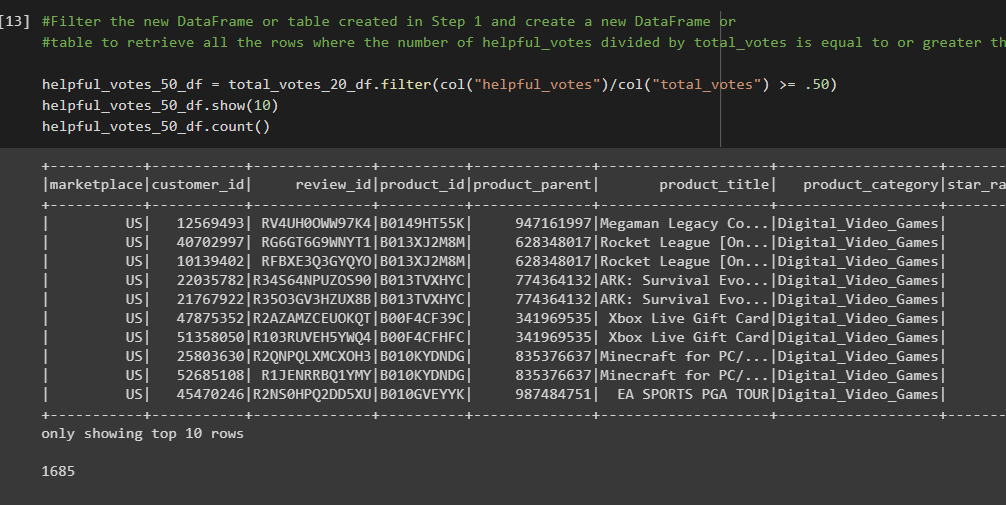 [13] #Filter the new DataFrame or table created in Step 1 and create a new DataFrame or
#table to retrieve all the rows where the number of helpful_votes divided by total_votes is equal to or greater th
helpful_votes_50_df = total_votes_20_df.filter(col("helpful_votes")/col("total_votes") >= .50)
helpful_votes_50_df.show(10)
helpful_votes_50_df.count()
+-----------+-----------+--------------+----------+--------------+--------------------+-------------------+-------
|marketplace|customer_id|     review_id|product_id|product_parent|       product_title|   product_category|star_ra
+-----------+-----------+--------------+----------+--------------+--------------------+-------------------+-------
|         US|   12569493| RV4UH0OWW97K4|B0149HT55K|     947161997|Megaman Legacy Co...|Digital_Video_Games|
|         US|   40702997| RG6GT6G9WNYT1|B013XJ2M8M|     628348017|Rocket League [On...|Digital_Video_Games|
|         US|   10139402| RFBXE3Q3GYQYO|B013XJ2M8M|     628348017|Rocket League [On...|Digital_Video_Games|
|         US|   22035782|R34S64NPUZOS90|B013TVXHYC|     774364132|ARK: Survival Evo...|Digital_Video_Games|
|         US|   21767922|R35O3GV3HZUX8B|B013TVXHYC|     774364132|ARK: Survival Evo...|Digital_Video_Games|
|         US|   47875352|R2AZAMZCEUOKQT|B00F4CF39C|     341969535| Xbox Live Gift Card|Digital_Video_Games|
|         US|   51358050|R103RUVEH5YWQ4|B00F4CFHFC|     341969535| Xbox Live Gift Card|Digital_Video_Games|
|         US|   25803630|R2QNPQLXMCXOH3|B010KYDNDG|     835376637|Minecraft for PC/...|Digital_Video_Games|
|         US|   52685108| R1JENRRBQ1YMY|B010KYDNDG|     835376637|Minecraft for PC/...|Digital_Video_Games|
|         US|   45470246|R2NS0HPQ2DD5XU|B010GVEYYK|     987484751|  EA SPORTS PGA TOUR|Digital_Video_Games|
+-----------+-----------+--------------+----------+--------------+--------------------+-------------------+-------
only showing top 10 rows
1685